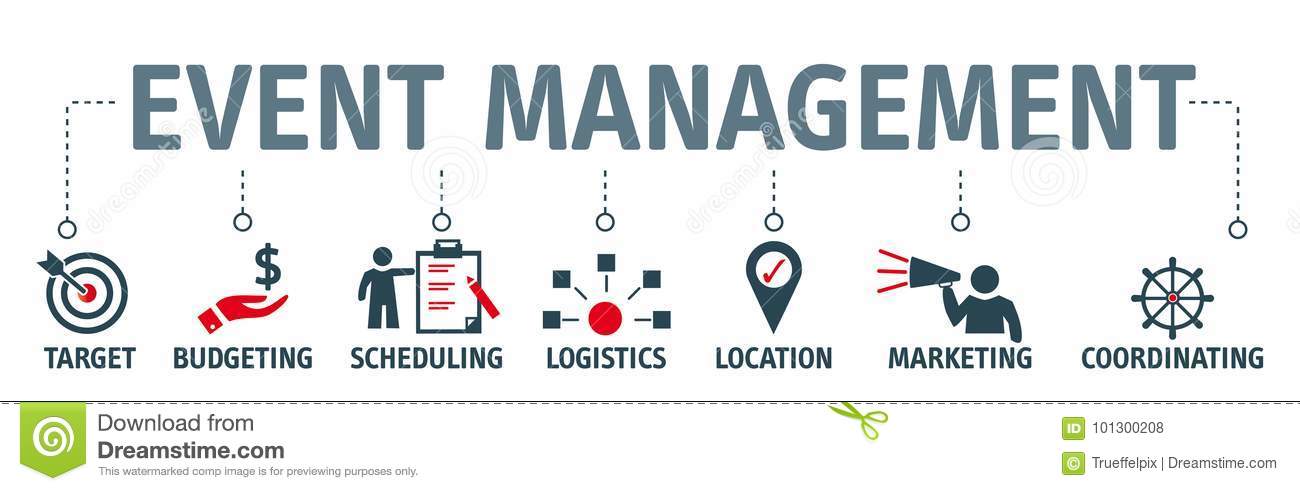 EVENT MANAGEMENT
$
TARGET BUDGETING SCHEDULING LOGISTICS LOCATION MARKETING COORDINATING
dreamstime
Download from
Dreamstime.com
This watermarked comp image is for previewing purposes only.
ID 101300208
© Trueffelpix | Dreamstime.com